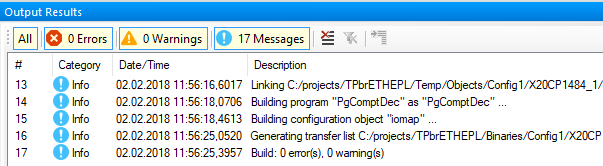 Output Results
All 0 Errors 0 Warnings 17 Messages
# Category Date/Time Description
13 Info 02.02.2018 11:56:16,6017 Linking C:/projects/TPbrETHEPL/Temp/Objects/Config1/X20CP1484_1/
14 Info 02.02.2018 11:56:18,0706 Building program "PgComptDec" as "PgComptDec" ...
15 Info 02.02.2018 11:56:18,4613 Building configuration object "iomap" ...
16 Info 02.02.2018 11:56:25,0520 Generating transfer list C:/projects/TPbrETHEPL/Binaries/Config1/X20CP
17 Info 02.02.2018 11:56:25,3957 Build: 0 error(s), 0 warning(s)